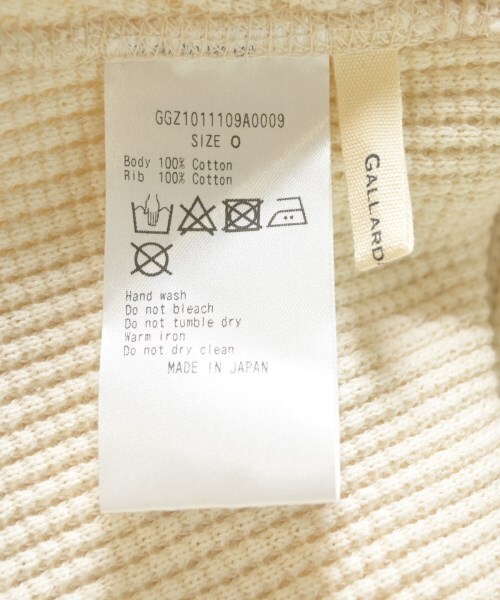 GGZ1011109A0009
SIZE O
Body 100% Cotton
Rib 100% Cotton
Hand wash
Do not bleach
Do not tumble dry
Warm iron
Do not dry clean
MADE IN JAPAN
GALLARD